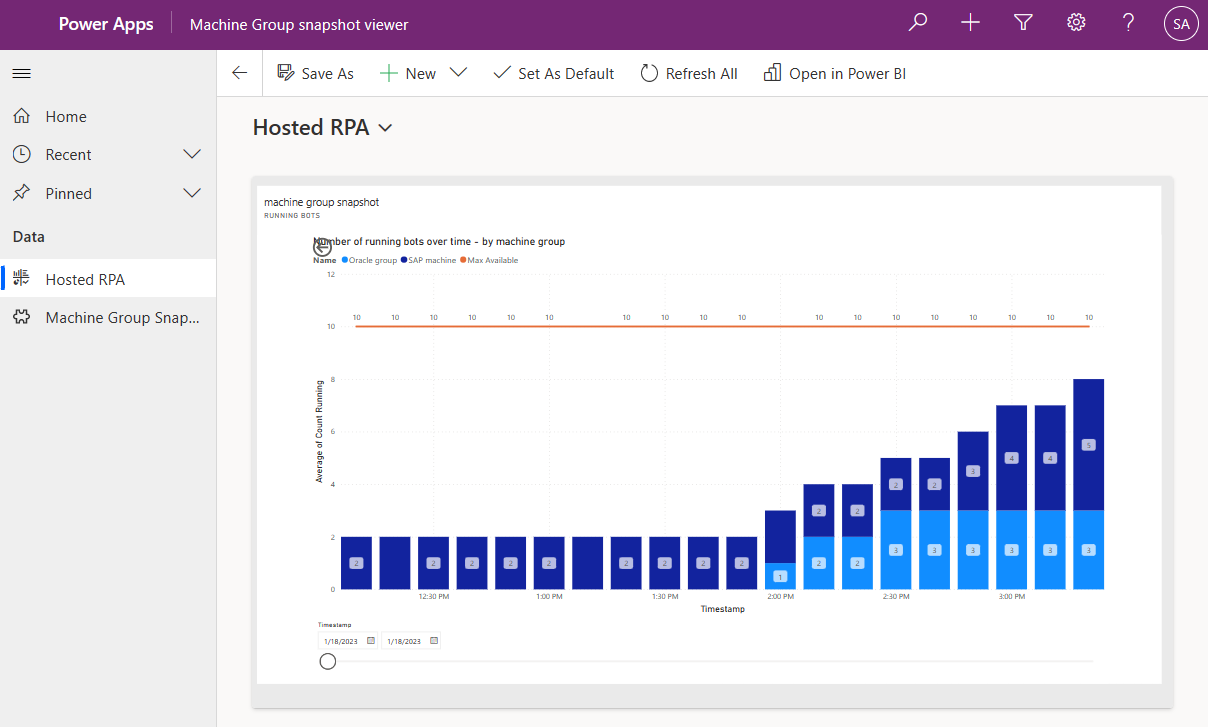 Power Apps
Machine Group snapshot viewer
SA
Save As
New
Set As Default
Refresh All
Open in Power BI
Home
Recent
Pinned
Data
Hosted RPA
Machine Group Snap...
Hosted RPA
machine group snapshot
RUNNING BOTS
Number of running bots over time - by machine group
Name Oracle group SAP machine Max Available
12
10 10 10 10 10 10 10 10 10 10 10 10 10 10 10 10 10 10
10
8
6
4
2
0
Average of Count Running
5
4 4
3
2 2 2 2
2 2 2 2 2 2 2 2 2 2
1 2 2 3 3 3 3 3 3
12:30 PM 1:00 PM 1:30 PM 2:00 PM 2:30 PM 3:00 PM
Timestamp
Timestamp
1/18/2023 1/18/2023